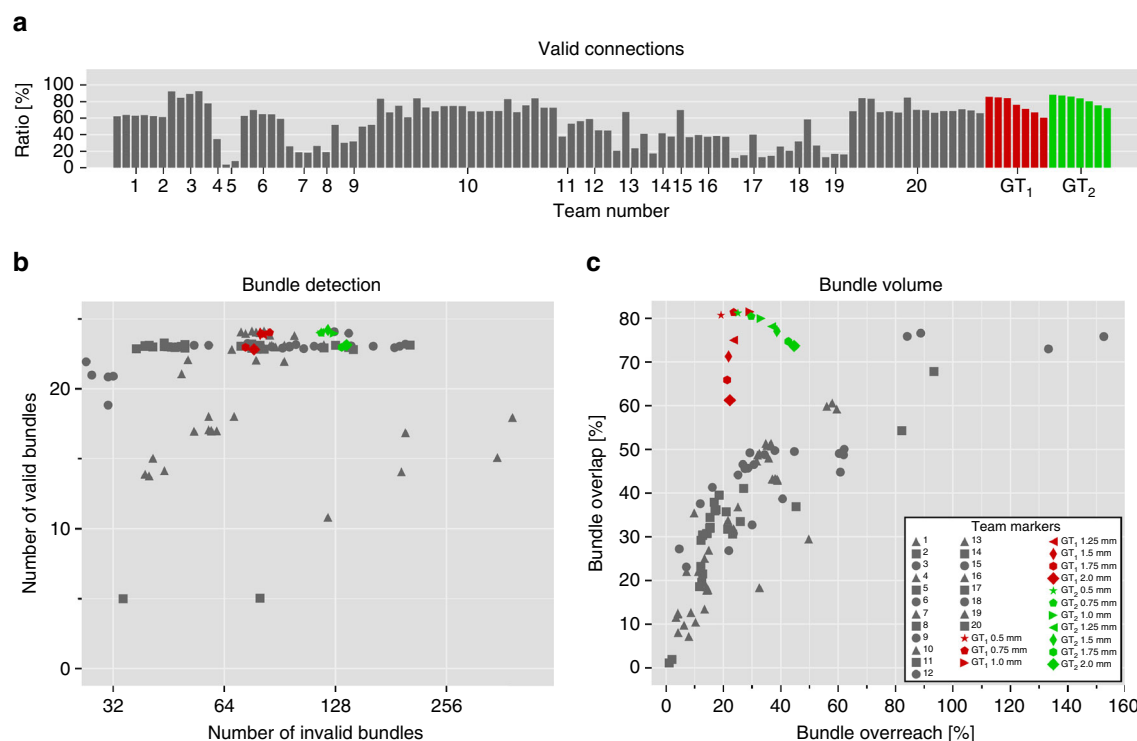 a
Valid connections
Ratio [%]
100
80
60
40
20
0
1 2 3 4 5 6 7 8 9 10 11 12 13 14 15 16 17 18 19 20 GT1 GT2
Team number
b
Bundle detection
Number of valid bundles
20
10
0
32 64 128 256
Number of invalid bundles
c
Bundle volume
Bundle overlap [%]
80
70
60
50
40
30
20
10
0
0 20 40 60 80 100 120 140 160
Bundle overreach [%]
Team markers
1
2
3
4
5
6
7
8
9
10
11
12
13
14
15
16
17
18
19
20
GT1 0.5 mm
GT1 0.75 mm
GT1 1.0 mm
GT1 1.25 mm
GT1 1.5 mm
GT1 1.75 mm
GT1 2.0 mm
GT2 0.5 mm
GT2 0.75 mm
GT2 1.0 mm
GT2 1.25 mm
GT2 1.5 mm
GT2 1.75 mm
GT2 2.0 mm